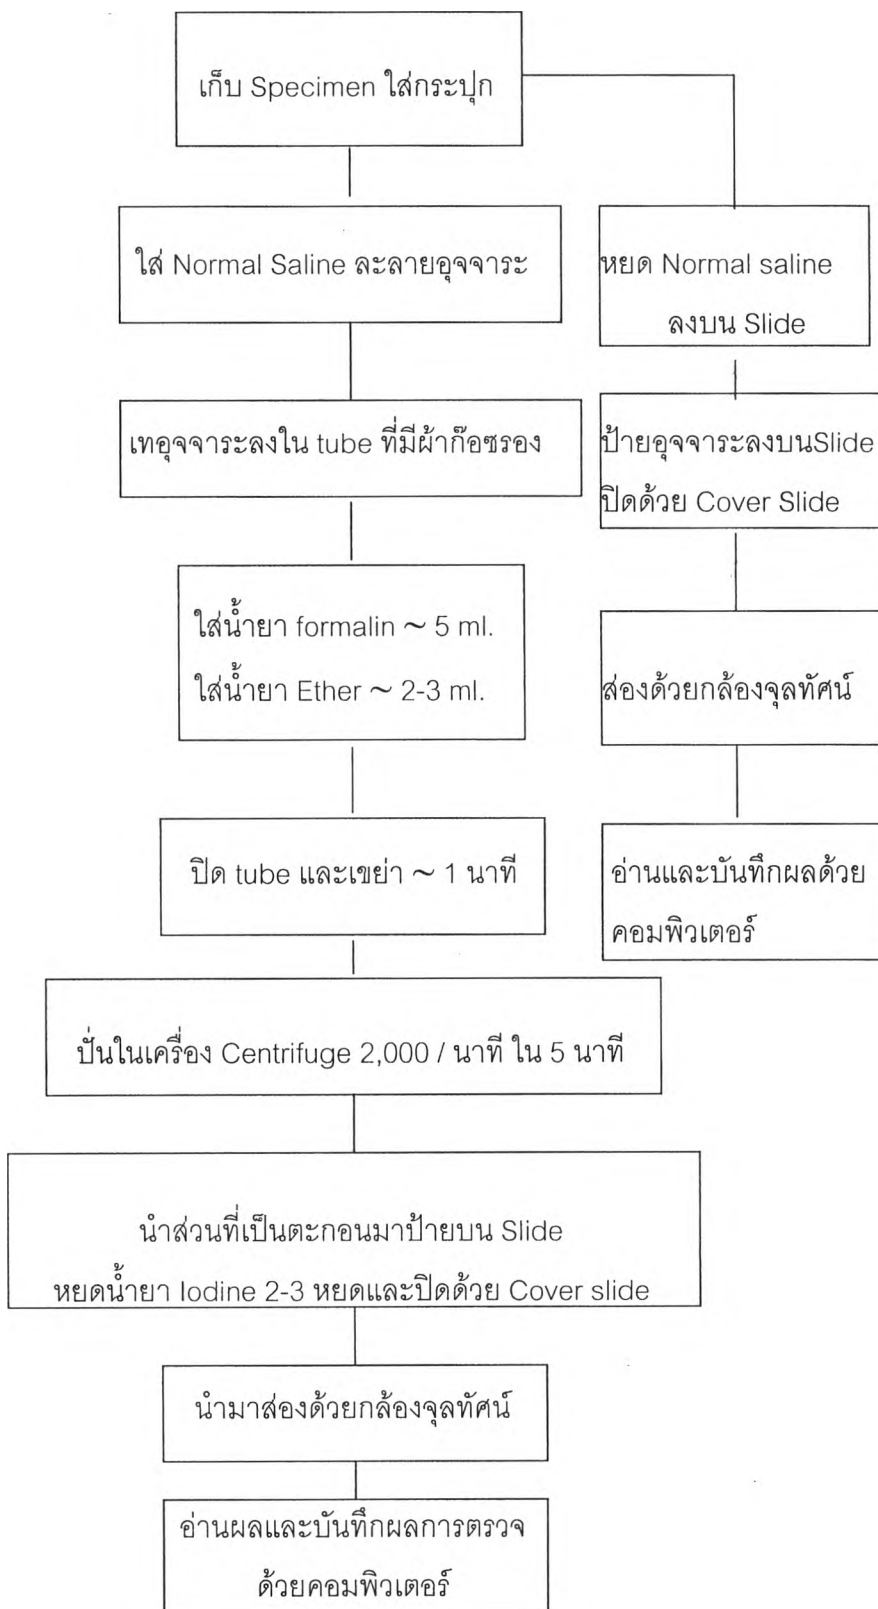 เก็บ Specimen ใส่กระปุก
ใส่ Normal Saline ละลายอุจจาระ
เทอุจจาระลงใน tube ที่มีผ้าก๊อซรอง
ใส่น้ำยา formalin ~ 5 ml.
ใส่น้ำยา Ether ~ 2-3 ml.
ปิด tube และเขย่า ~ 1 นาที
ปั่นในเครื่อง Centrifuge 2,000 / นาที ใน 5 นาที
นำส่วนที่เป็นตะกอนมาป้ายบน Slide
หยดน้ำยา Iodine 2-3 หยดและปิดด้วย Cover slide
นำมาส่องด้วยกล้องจุลทัศน์
อ่านผลและบันทึกผลการตรวจ
ด้วยคอมพิวเตอร์
หยด Normal saline
ลงบน Slide
ป้ายอุจจาระลงบนSlide
ปิดด้วย Cover Slide
ส่องด้วยกล้องจุลทัศน์
อ่านและบันทึกผลด้วย
คอมพิวเตอร์